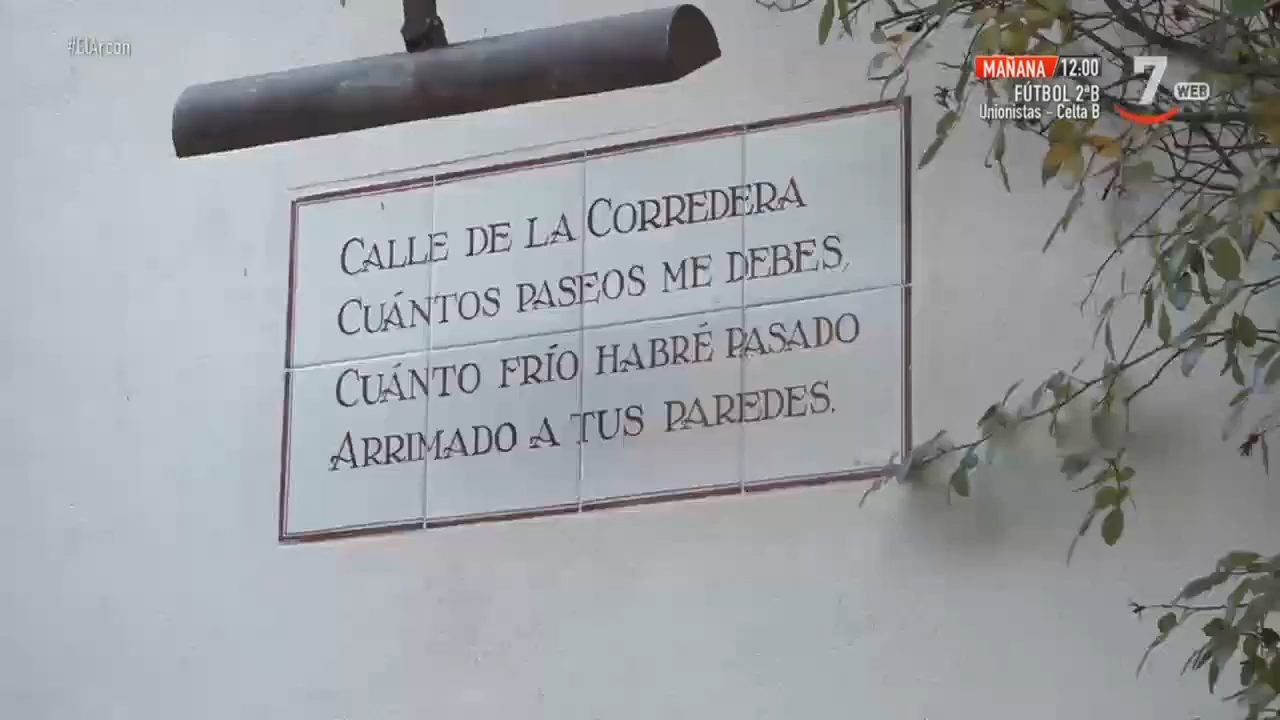 #ElArcón
MAÑANA 12:00
FÚTBOL 2ªB
Unionistas - Celta B
7 WEB
CALLE DE LA CORREDERA
CUÁNTOS PASEOS ME DEBES,
CUÁNTO FRÍO HABRÉ PASADO
ARRIMADO A TUS PAREDES.